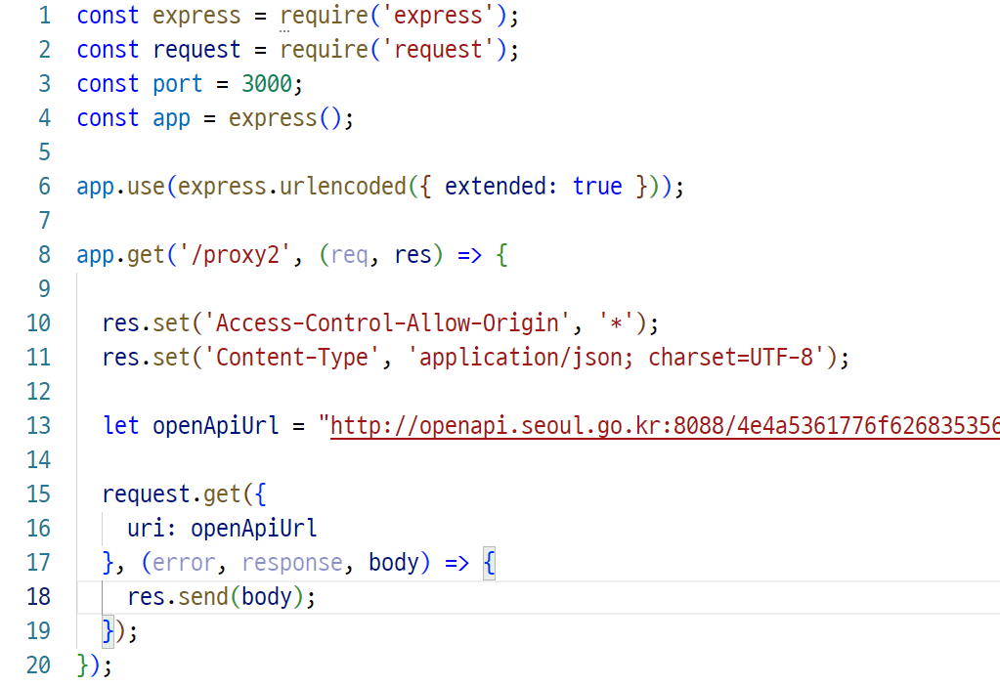 1 const express = require('express');
2 const request = require('request');
3 const port = 3000;
4 const app = express();
5
6 app.use(express.urlencoded({ extended: true }));
7
8 app.get('/proxy2', (req, res) => {
9
10 res.set('Access-Control-Allow-Origin', '*');
11 res.set('Content-Type', 'application/json; charset=UTF-8');
12
13 let openApiUrl = "http://openapi.seoul.go.kr:8088/4e4a5361776f626835356
14
15 request.get({
16 uri: openApiUrl
17 }, (error, response, body) => {
18 res.send(body);
19 });
20 });